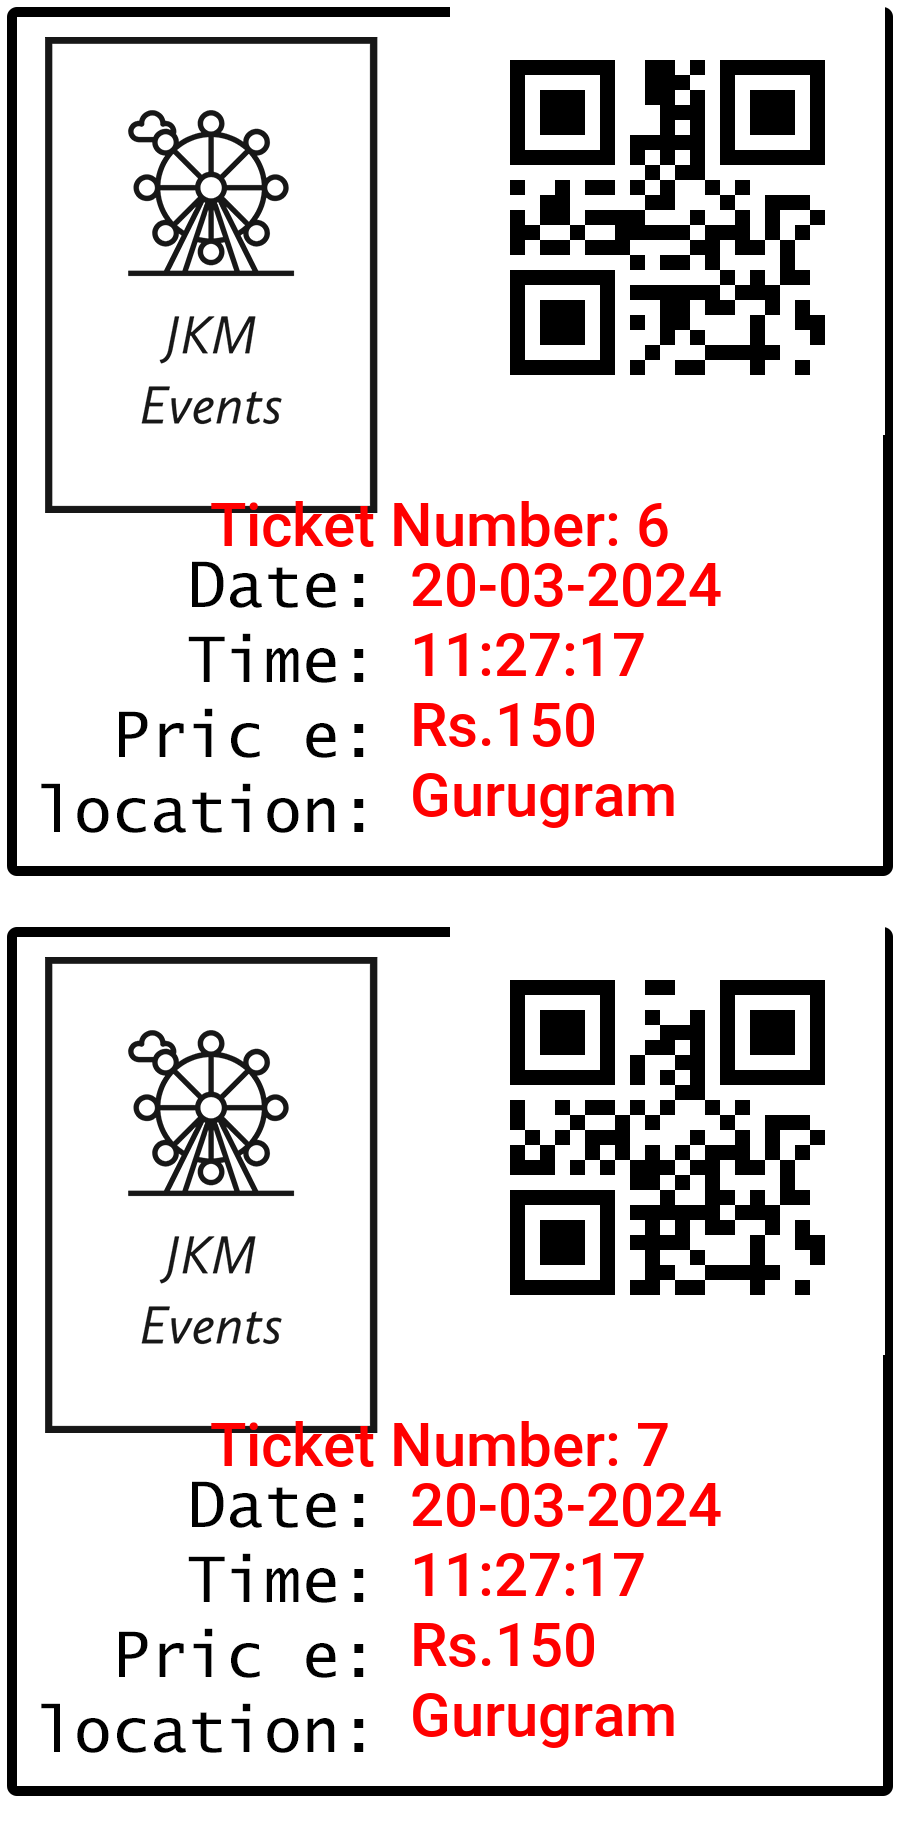 JKM
Events
Ticket Number: 6
Date: 20-03-2024
Time: 11:27:17
Pric e: Rs.150
location: Gurugram
JKM
Events
Ticket Number: 7
Date: 20-03-2024
Time: 11:27:17
Pric e: Rs.150
location: Gurugram